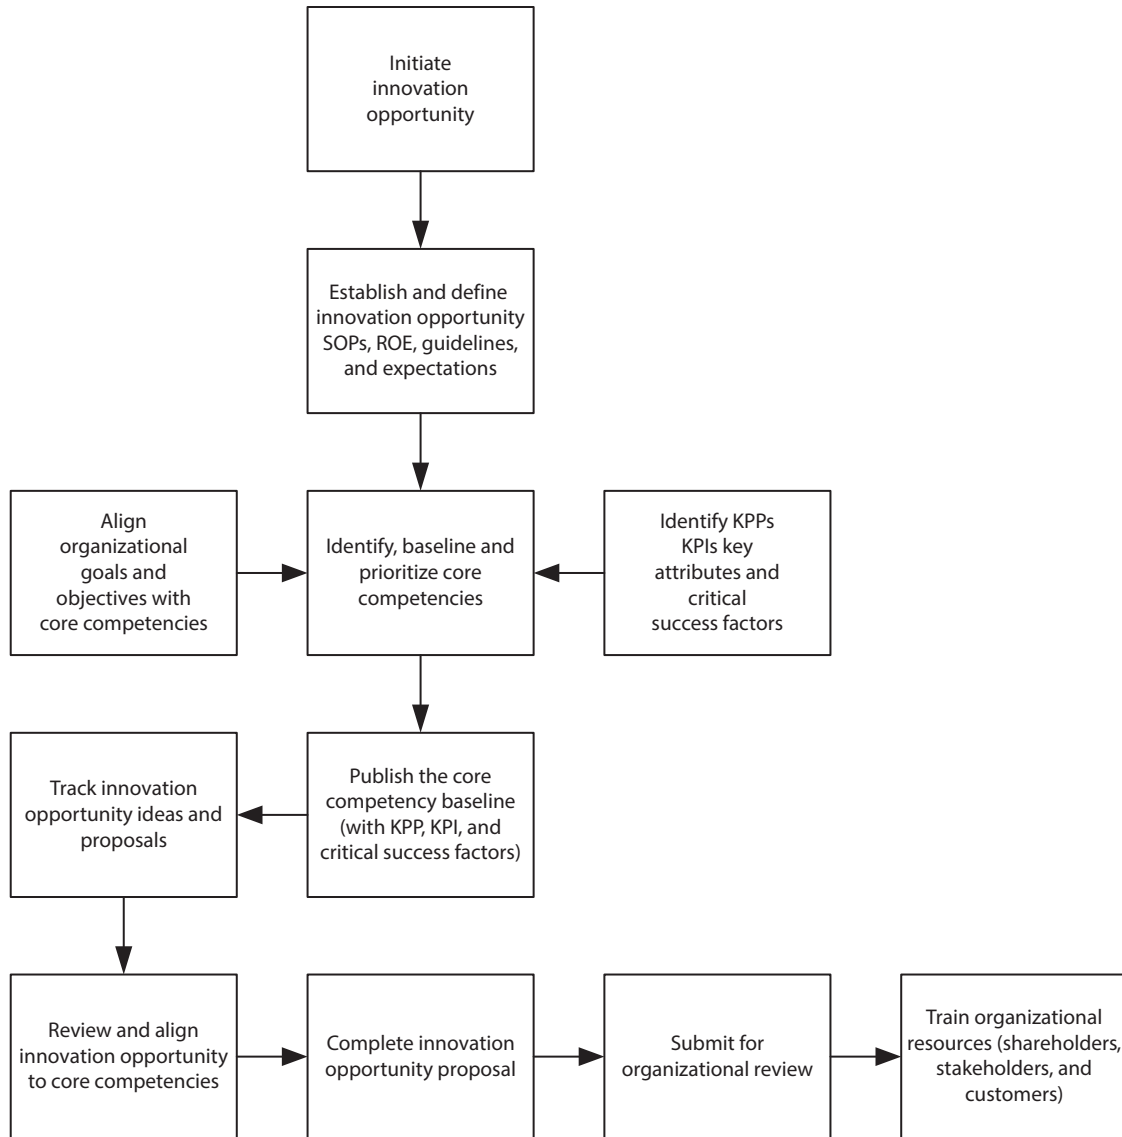 Initiate
innovation
opportunity
Establish and define
innovation opportunity
SOPs, ROE, guidelines,
and expectations
Align
organizational
goals and
objectives with
core competencies
Identify, baseline and
prioritize core
competencies
Identify KPPs
KPIs key
attributes and
critical
success factors
Track innovation
opportunity ideas and
proposals
Publish the core
competency baseline
(with KPP, KPI, and
critical success factors)
Review and align
innovation opportunity
to core competencies
Complete innovation
opportunity proposal
Submit for
organizational review
Train organizational
resources (shareholders,
stakeholders, and
customers)